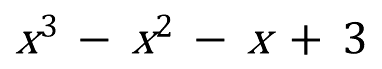 x³ − x² − x + 3